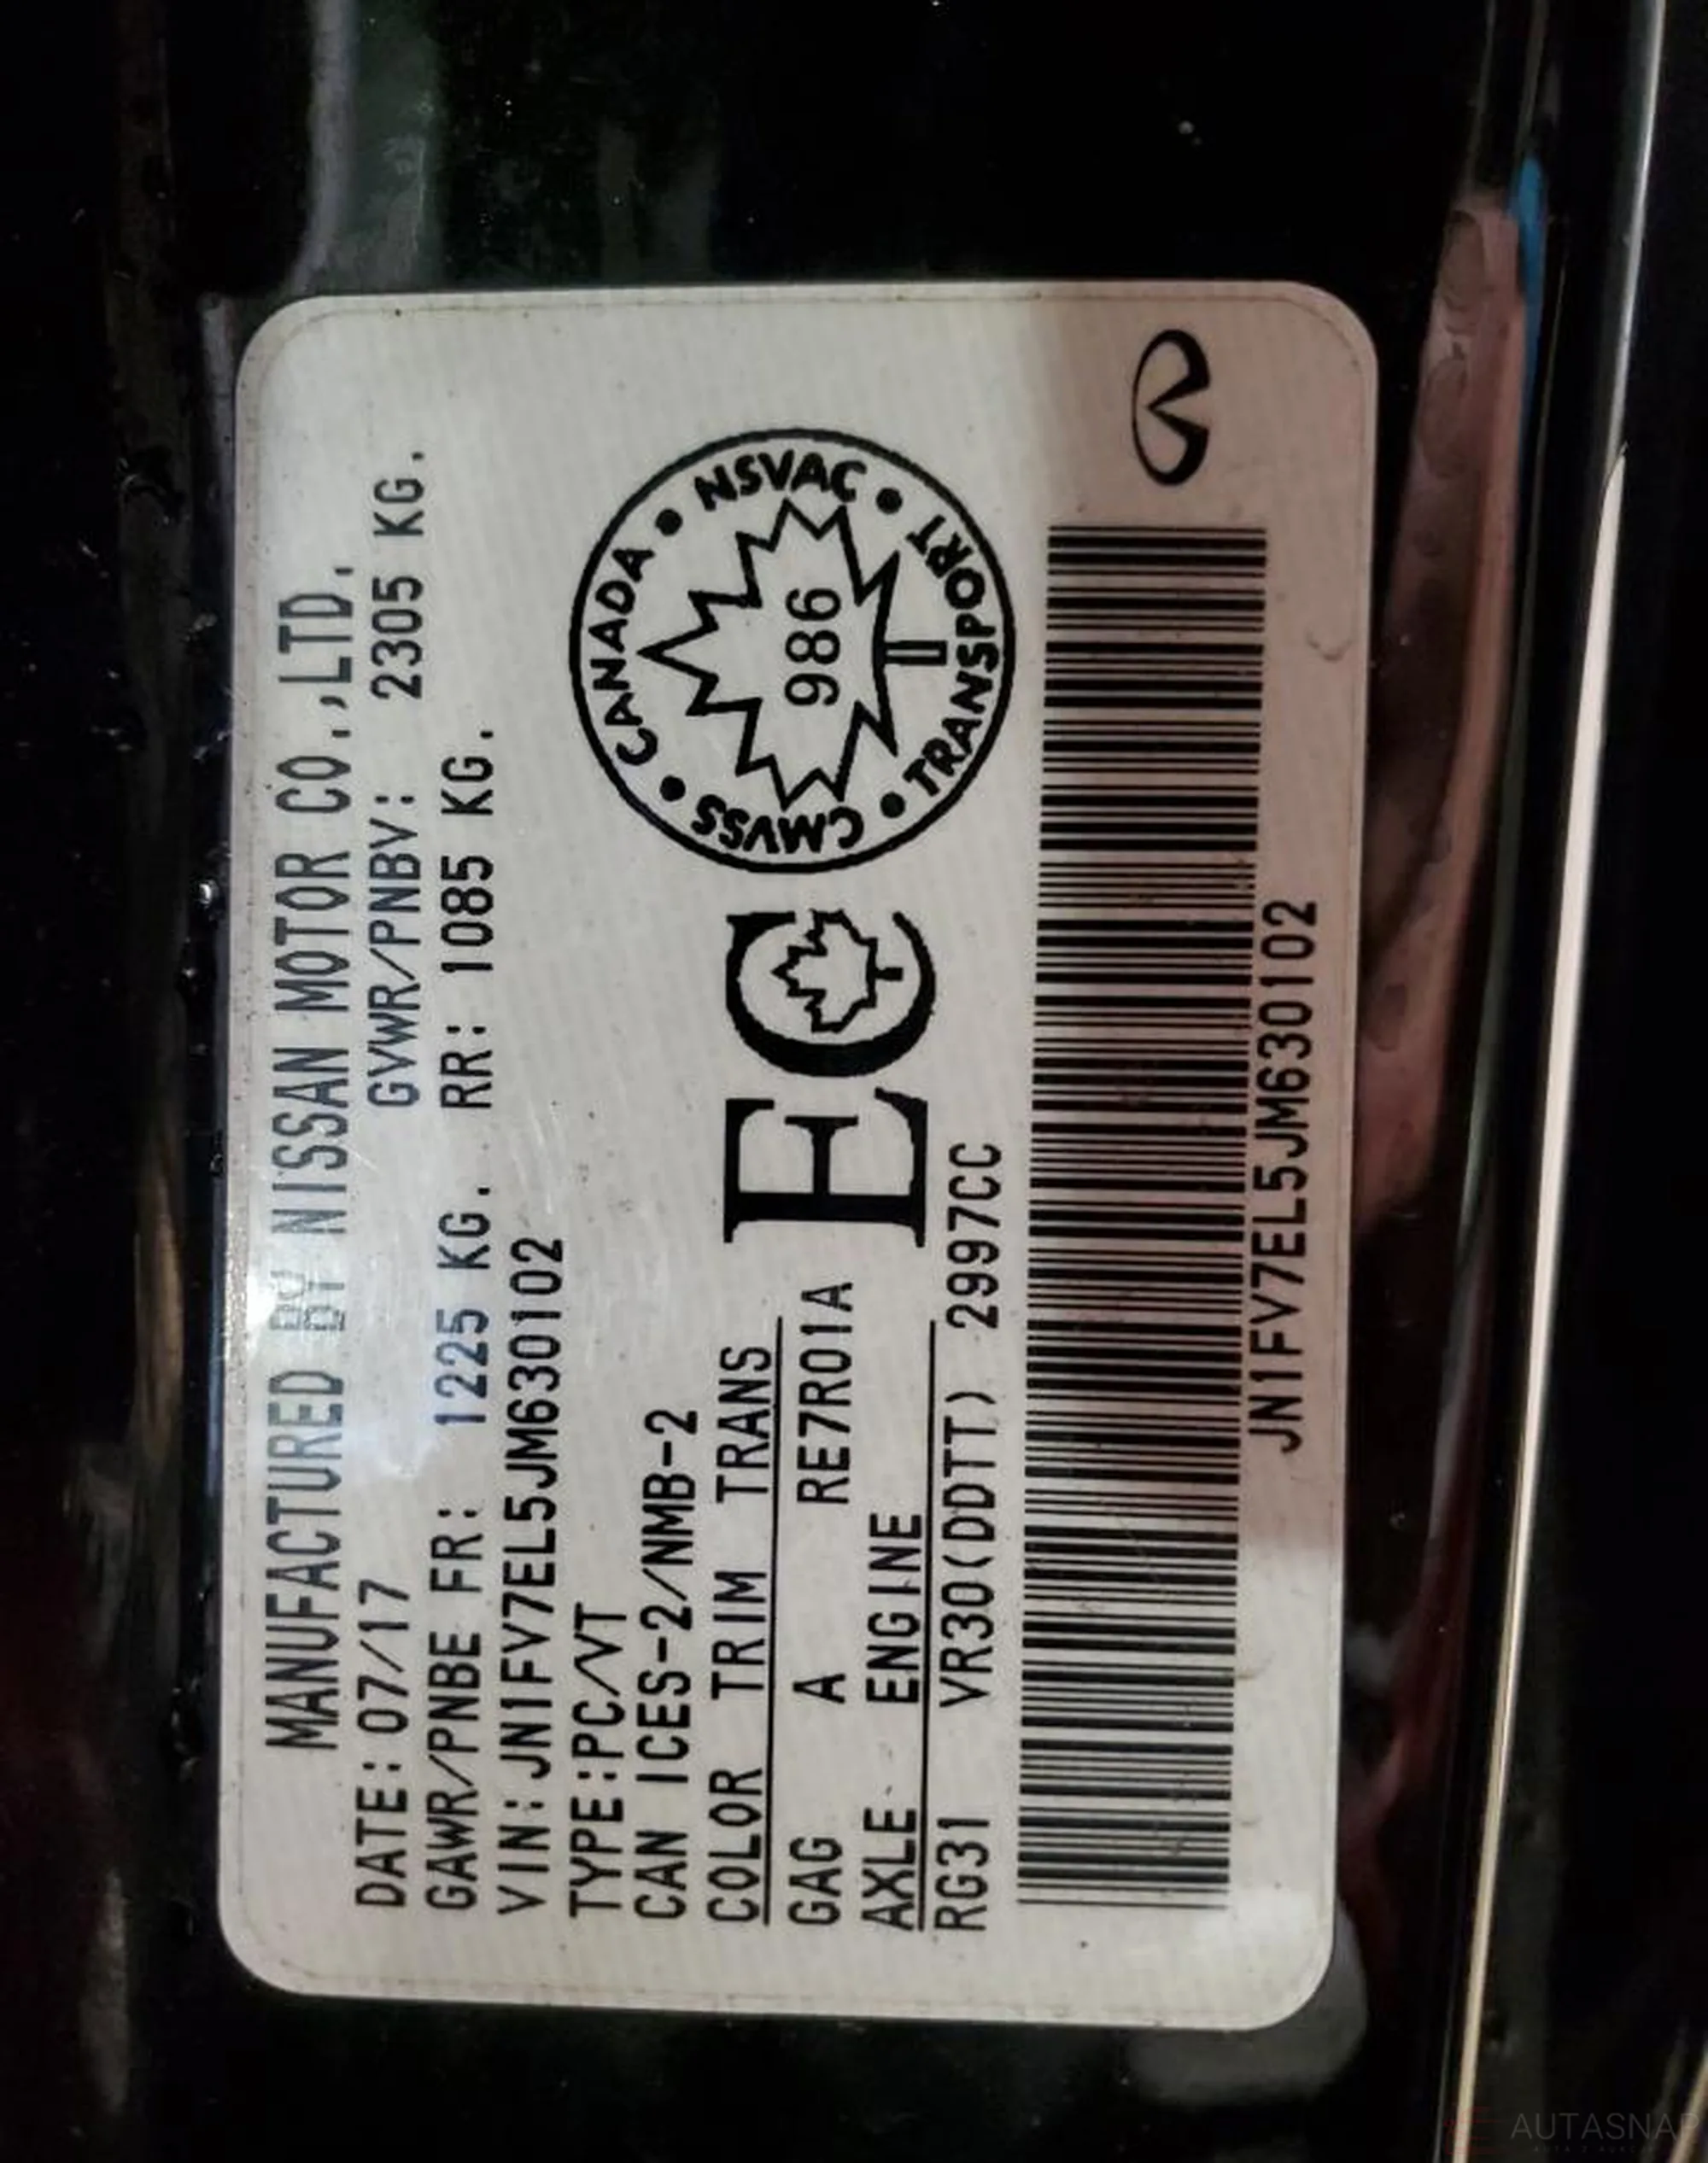 MANUFACTURED BY NISSAN MOTOR CO.,LTD.
DATE:07/17 GVWR/PNBV: 2305 KG.
GAWR/PNBE FR: 1225 KG. RR: 1085 KG.
VIN:JN1FV7EL5JM630102
TYPE:PC/VT
CAN ICES-2/NMB-2
COLOR TRIM TRANS
GAG A RE7R01A
AXLE ENGINE
RG31 VR30(DDTT) 2997CC
EC
CANADA • NSVAC • TRANSPORT • CMVSS •
986
JN1FV7EL5JM630102
AUTASNAP